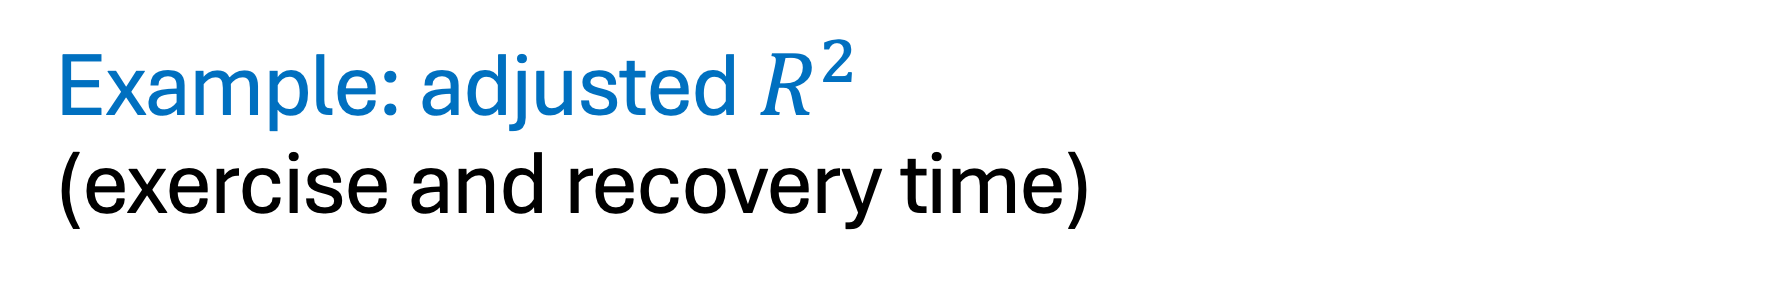 Example: adjusted R²
(exercise and recovery time)